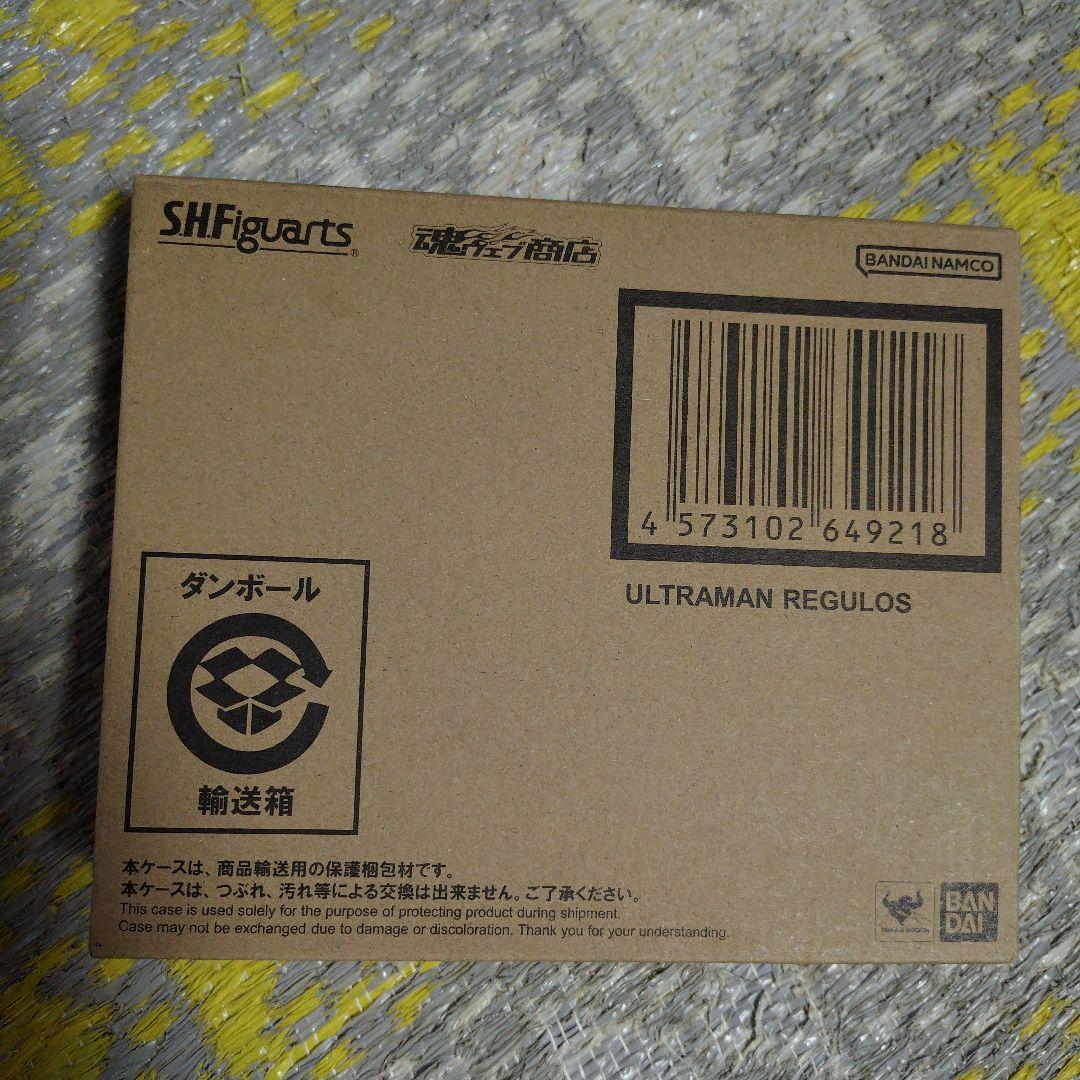 S.H.Figuarts
魂ウェブ商店
BANDAI NAMCO
4 573102 649218
ULTRAMAN REGULOS
ダンボール
輸送箱
本ケースは、商品輸送用の保護梱包材です。
本ケースは、つぶれ、汚れ等による交換は出来ません。ご了承ください。
This case is used solely for the purpose of protecting product during shipment.
Case may not be exchanged due to damage or discoloration. Thank you for your understanding.
BAN
DAI